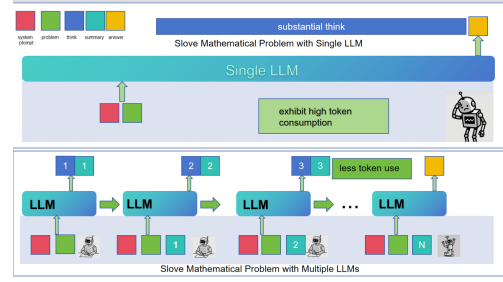 system problem think summary answer
ptompt
substantial think
Slove Mathematical Problem with Single LLM
Single LLM
exhibit high token
consumption
1 1 2 2 3 3 less token use
LLM LLM LLM ... LLM
1 2 N
Slove Mathematical Problem with Multiple LLMs